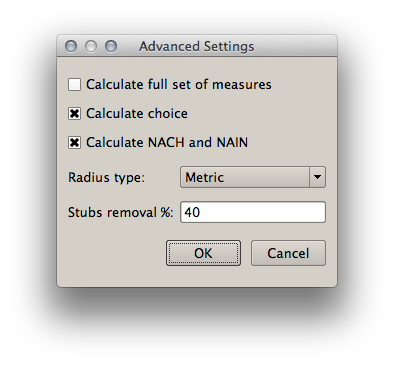 Advanced Settings
Calculate full set of measures
Calculate choice
Calculate NACH and NAIN
Radius type: Metric
Stubs removal %: 40
OK Cancel